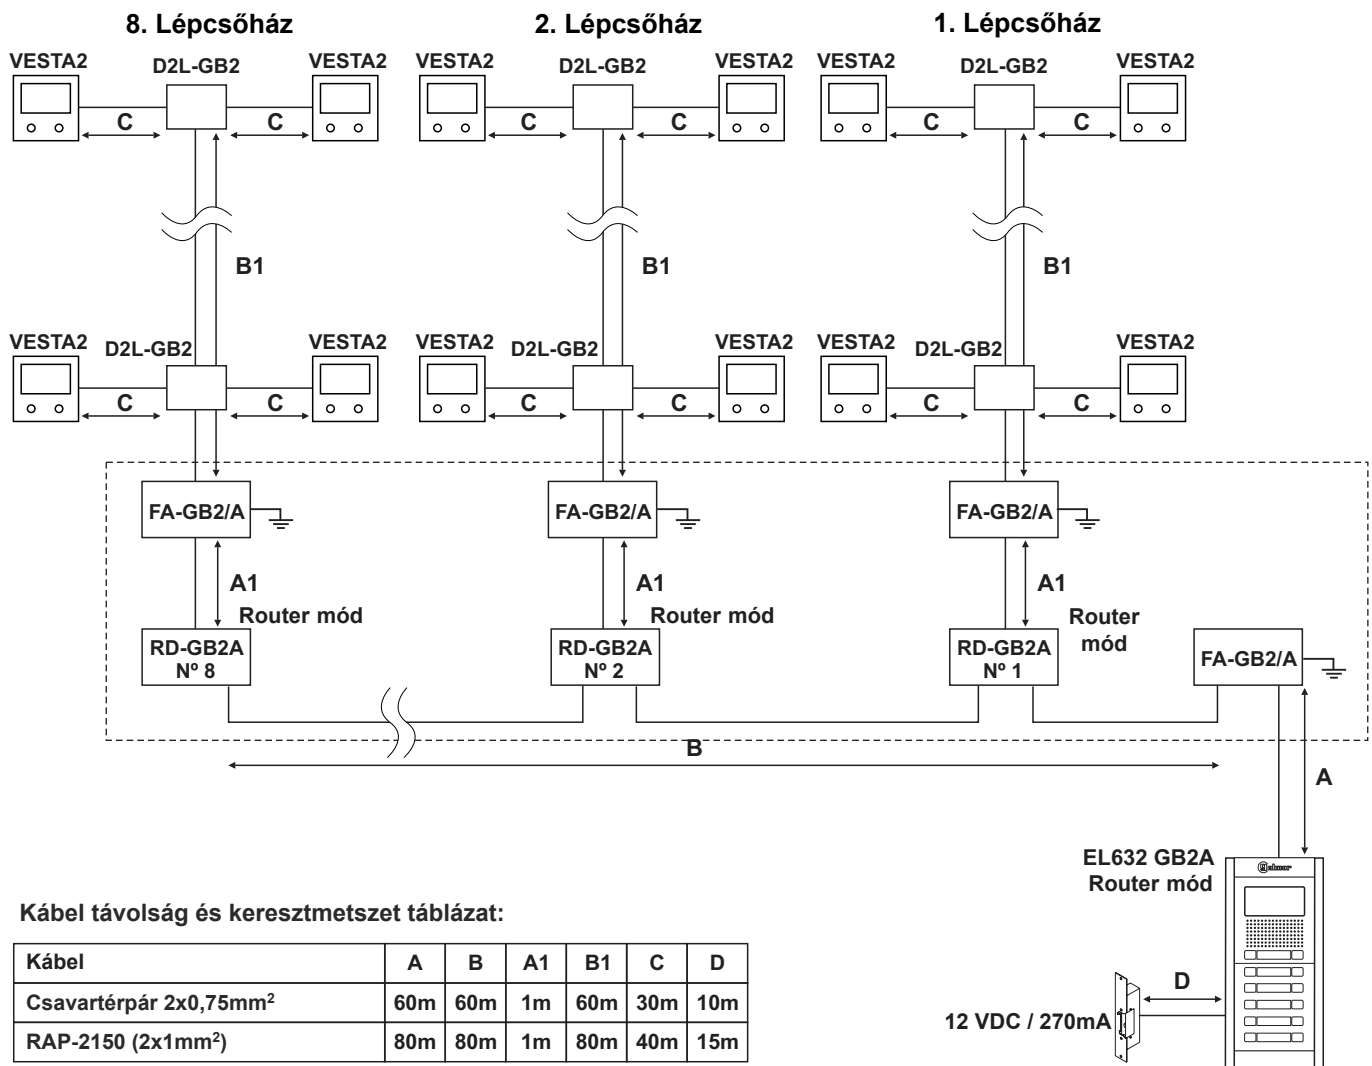 8. Lépcsőház 2. Lépcsőház 1. Lépcsőház
VESTA2 D2L-GB2 VESTA2 VESTA2 D2L-GB2 VESTA2 VESTA2 D2L-GB2 VESTA2
C C C C C C
B1 B1 B1
VESTA2 D2L-GB2 VESTA2 VESTA2 D2L-GB2 VESTA2 VESTA2 D2L-GB2 VESTA2
C C C C C C
FA-GB2/A FA-GB2/A FA-GB2/A
A1 A1 A1
Router mód Router mód Router
mód
RD-GB2A RD-GB2A RD-GB2A FA-GB2/A
Nº 8 Nº 2 Nº 1
B
A
EL632 GB2A
Router mód
Golmar
Kábel távolság és keresztmetszet táblázat:
Kábel A B A1 B1 C D
Csavartérpár 2x0,75mm² 60m 60m 1m 60m 30m 10m
RAP-2150 (2x1mm²) 80m 80m 1m 80m 40m 15m
D
12 VDC / 270mA